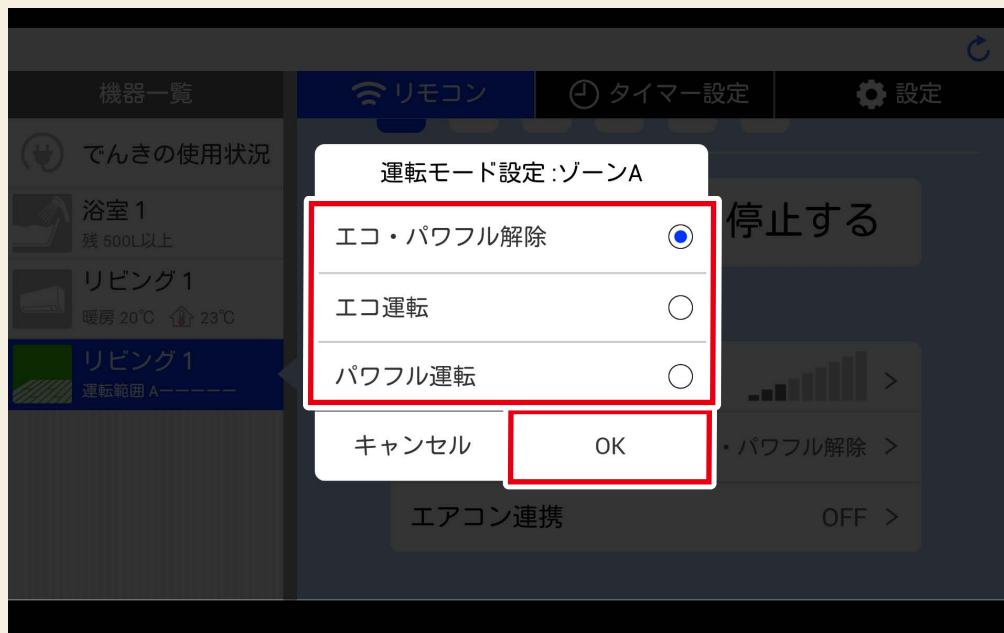 機器一覧
リモコン
タイマー設定
設定
でんきの使用状況
浴室1
残 500L以上
リビング1
暖房 20℃ 23℃
リビング1
運転範囲 A－－－－－
停止する
・パワフル解除 >
エアコン連携 OFF >
運転モード設定:ゾーンA
エコ・パワフル解除
エコ運転
パワフル運転
キャンセル OK